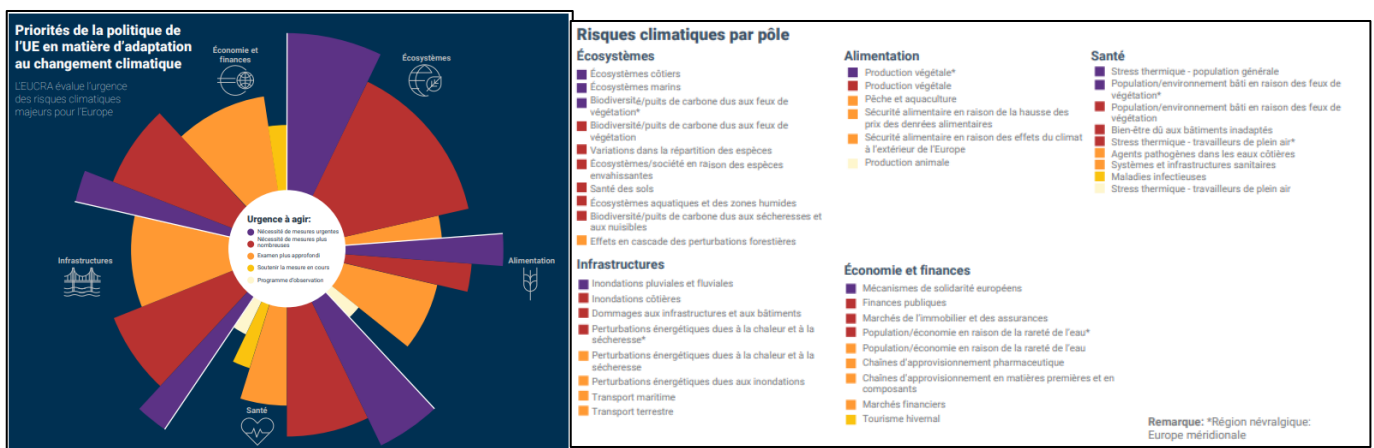 Priorités de la politique de
l'UE en matière d'adaptation
au changement climatique
L'EUCRA évalue l'urgence
des risques climatiques
majeurs pour l'Europe
Économie et
finances
Écosystèmes
Infrastructures
Alimentation
Santé
Urgence à agir:
Nécessité de mesures urgentes
Nécessité de mesures plus
nombreuses
Examen plus approfondi
Soutenir la mesure en cours
Programme d'observation
Risques climatiques par pôle
Écosystèmes
Écosystèmes côtiers
Écosystèmes marins
Biodiversité/puits de carbone dus aux feux de
végétation*
Biodiversité/puits de carbone dus aux feux de
végétation
Variations dans la répartition des espèces
Écosystèmes/société en raison des espèces
envahissantes
Santé des sols
Écosystèmes aquatiques et des zones humides
Biodiversité/puits de carbone dus aux sécheresses et
aux nuisibles
Effets en cascade des perturbations forestières
Alimentation
Production végétale*
Production végétale
Pêche et aquaculture
Sécurité alimentaire en raison de la hausse des
prix des denrées alimentaires
Sécurité alimentaire en raison des effets du climat
à l'extérieur de l'Europe
Production animale
Santé
Stress thermique - population générale
Population/environnement bâti en raison des feux de
végétation*
Population/environnement bâti en raison des feux de
végétation
Bien-être dû aux bâtiments inadaptés
Stress thermique - travailleurs de plein air*
Agents pathogènes dans les eaux côtières
Systèmes et infrastructures sanitaires
Maladies infectieuses
Stress thermique - travailleurs de plein air
Infrastructures
Inondations pluviales et fluviales
Inondations côtières
Dommages aux infrastructures et aux bâtiments
Perturbations énergétiques dues à la chaleur et à la
sécheresse*
Perturbations énergétiques dues à la chaleur et à la
sécheresse
Perturbations énergétiques dues aux inondations
Transport maritime
Transport terrestre
Économie et finances
Mécanismes de solidarité européens
Finances publiques
Marchés de l'immobilier et des assurances
Population/économie en raison de la rareté de l'eau*
Population/économie en raison de la rareté de l'eau
Chaînes d'approvisionnement pharmaceutique
Chaînes d'approvisionnement en matières premières et en
composants
Marchés financiers
Tourisme hivernal
Remarque: *Région névralgique:
Europe méridionale